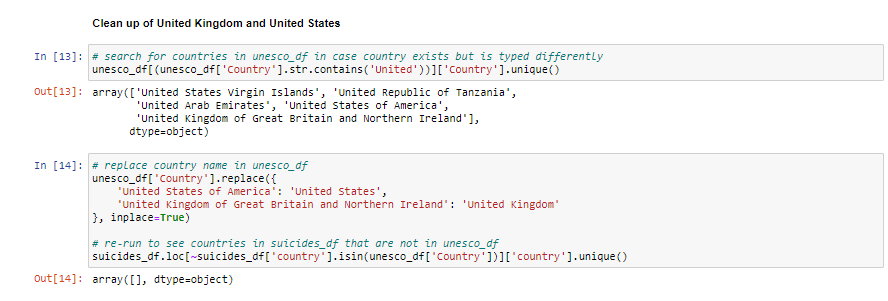 Clean up of United Kingdom and United States
In [13]: # search for countries in unesco_df in case country exists but is typed differently
unesco_df[(unesco_df['Country'].str.contains('United'))]['Country'].unique()
Out[13]: array(['United States Virgin Islands', 'United Republic of Tanzania',
'United Arab Emirates', 'United States of America',
'United Kingdom of Great Britain and Northern Ireland'],
dtype=object)
In [14]: # replace country name in unesco_df
unesco_df['Country'].replace({
'United States of America': 'United States',
'United Kingdom of Great Britain and Northern Ireland': 'United Kingdom'
}, inplace=True)
# re-run to see countries in suicides_df that are not in unesco_df
suicides_df.loc[~suicides_df['country'].isin(unesco_df['Country'])]['country'].unique()
Out[14]: array([], dtype=object)